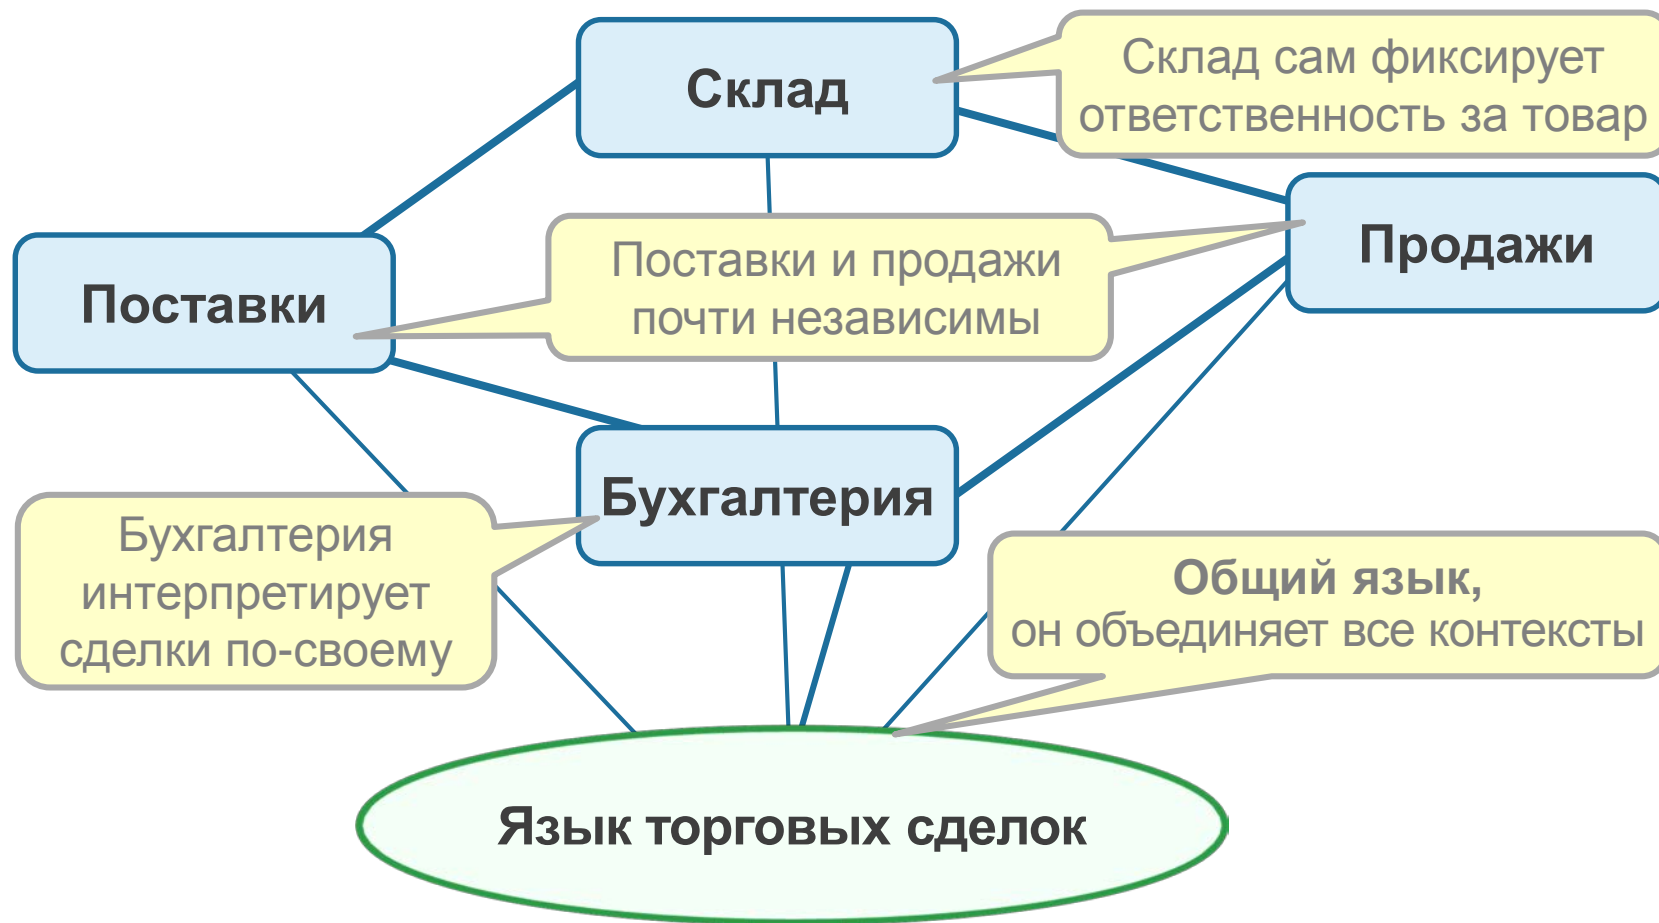 Склад
Склад сам фиксирует
ответственность за товар
Поставки
Поставки и продажи
почти независимы
Продажи
Бухгалтерия
Бухгалтерия
интерпретирует
сделки по-своему
Общий язык,
он объединяет все контексты
Язык торговых сделок